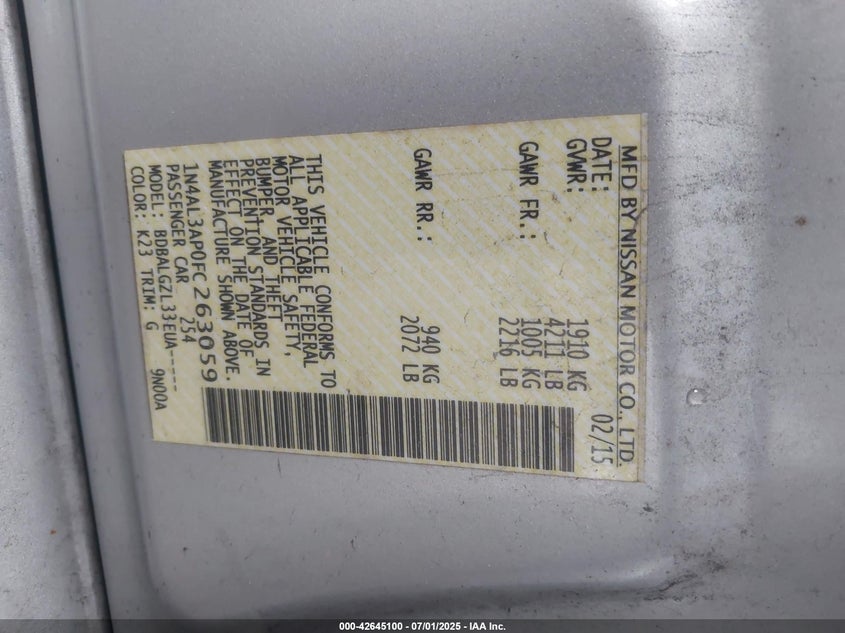 MFD BY NISSAN MOTOR CO., LTD.
DATE: 02/15
GVWR: 1910 KG
4211 LB
GAWR FR.: 1005 KG
2216 LB
GAWR RR.: 940 KG
2072 LB
THIS VEHICLE CONFORMS TO
ALL APPLICABLE FEDERAL
MOTOR VEHICLE SAFETY,
BUMPER, AND THEFT
PREVENTION STANDARDS IN
EFFECT ON THE DATE OF
MANUFACTURE SHOWN ABOVE.
1N4AL3AP0FC263059
PASSENGER CAR 254
MODEL: BDBALGZL33EUA-----
COLOR: K23 TRIM: G 9N00A
000-42645100 - 07/01/2025 - IAA Inc.